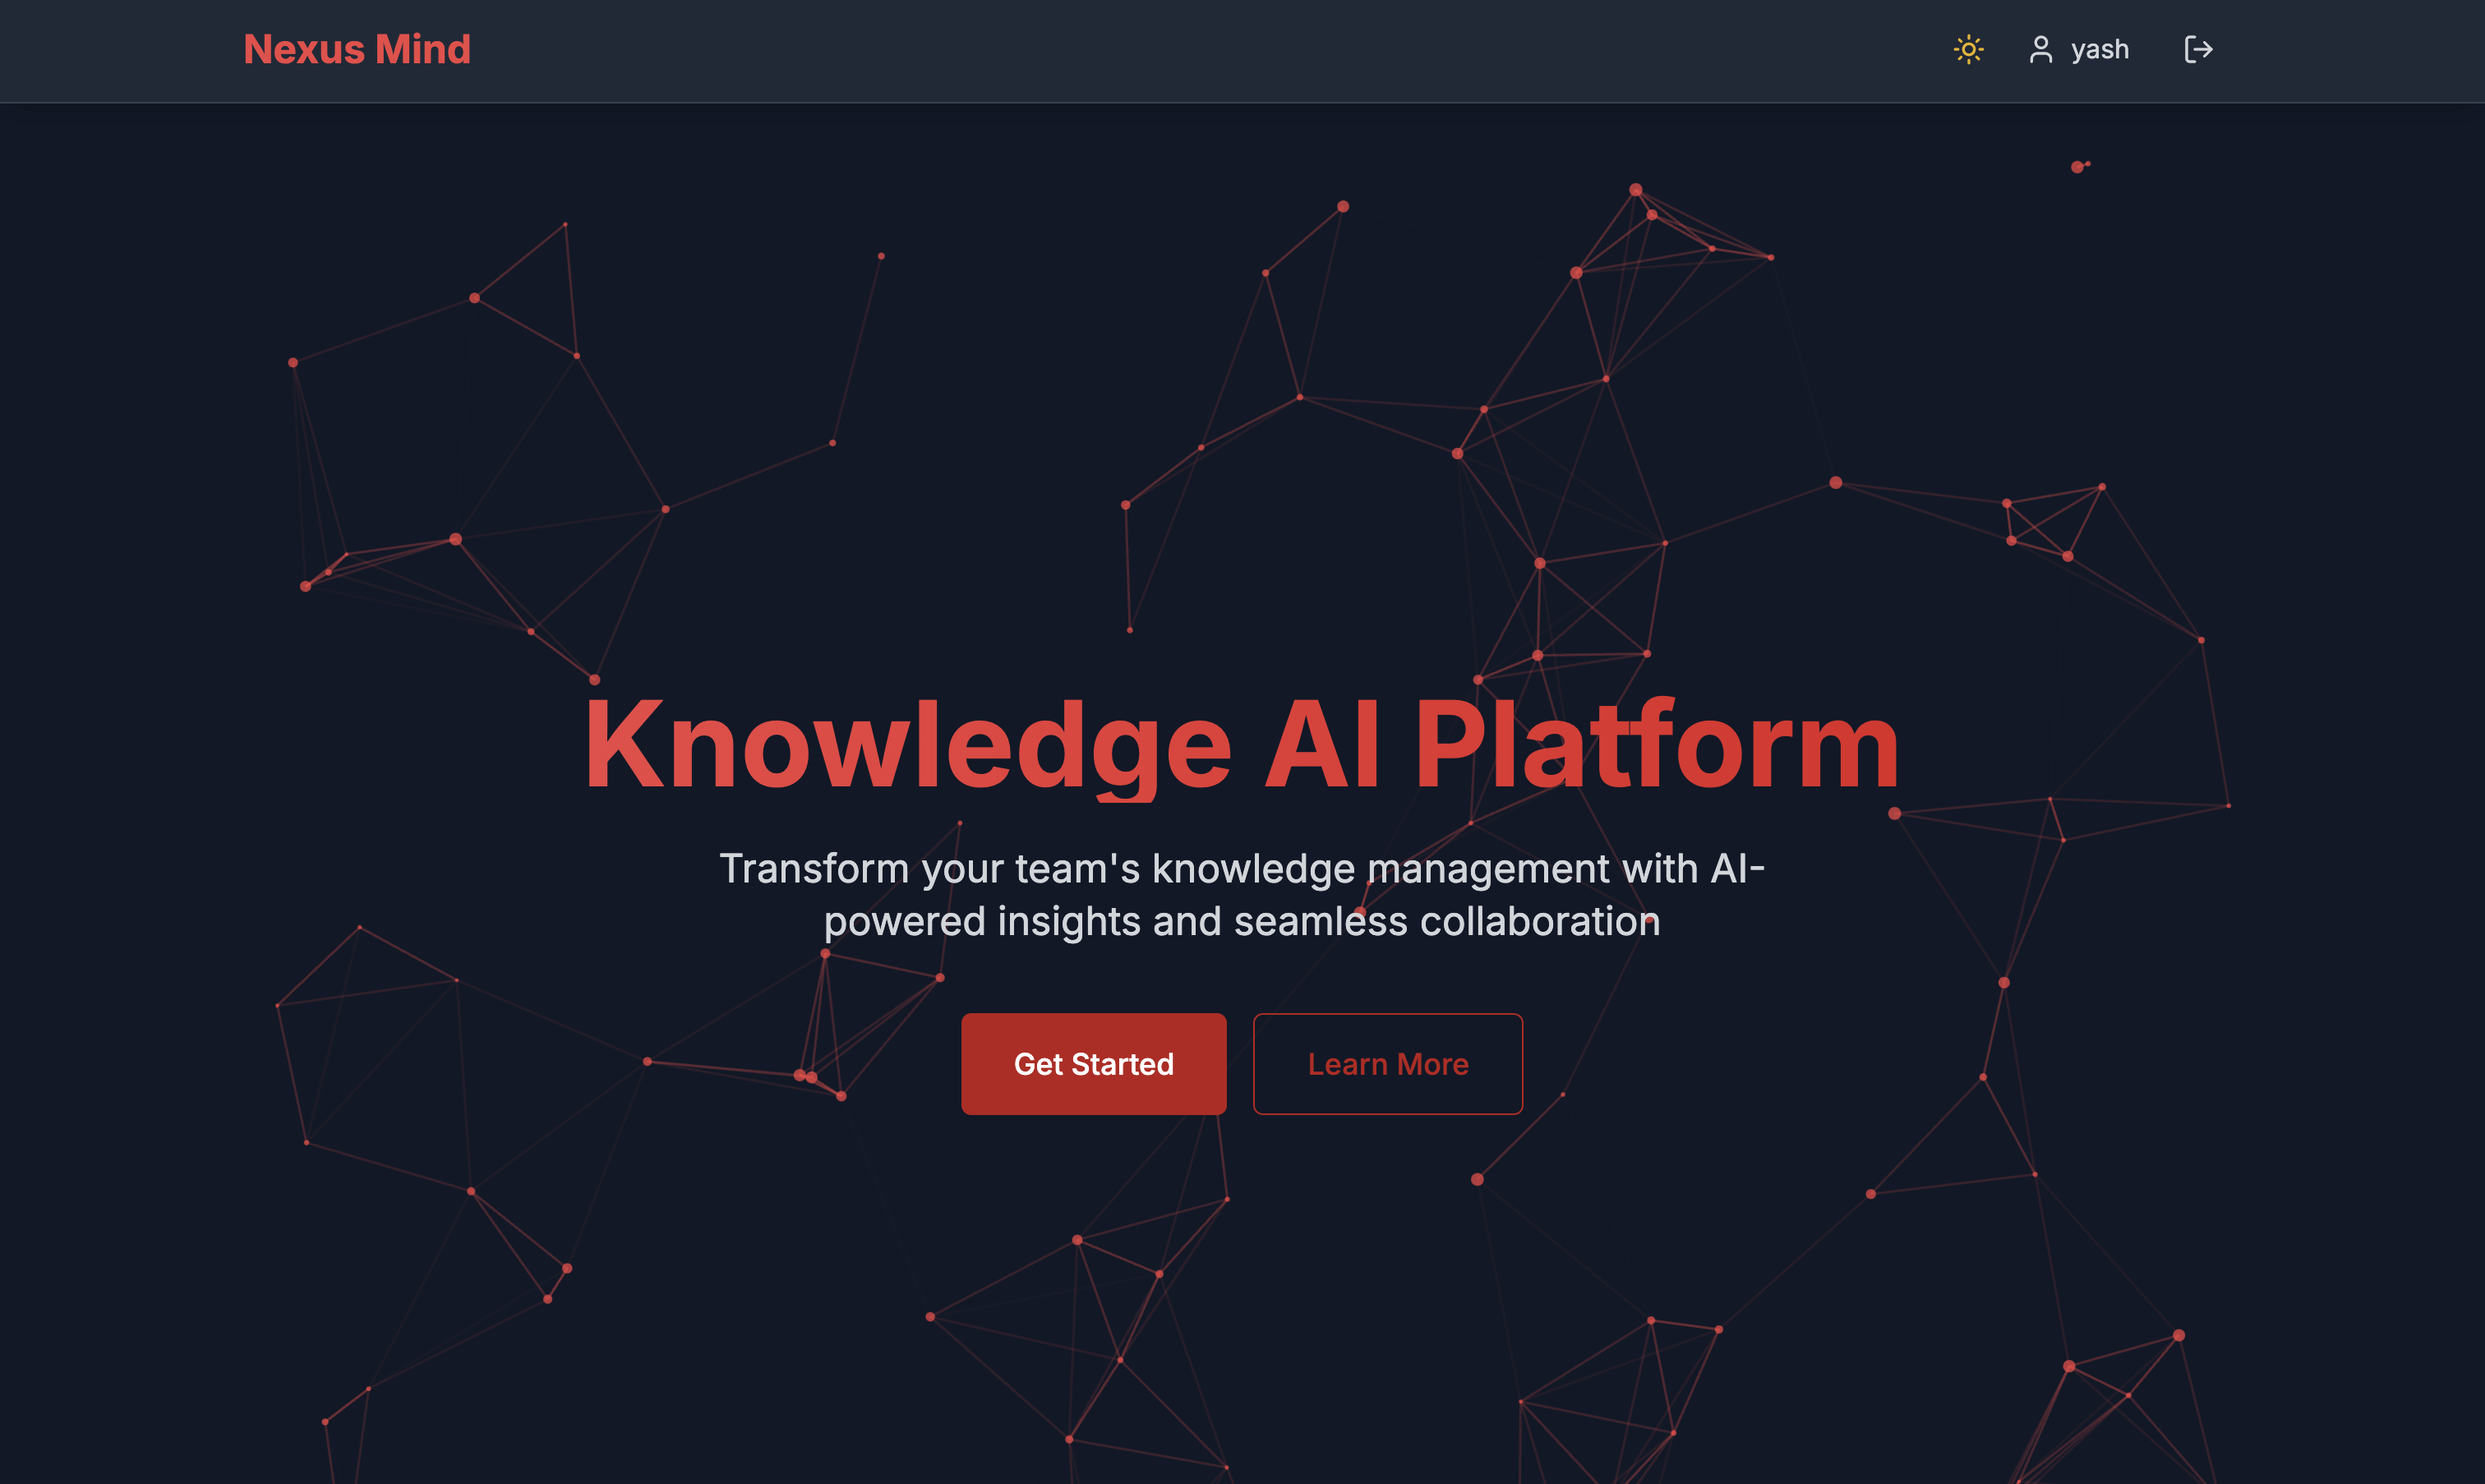 Nexus Mind
yash
Knowledge AI Platform
Transform your team's knowledge management with AI-
powered insights and seamless collaboration
Get Started
Learn More